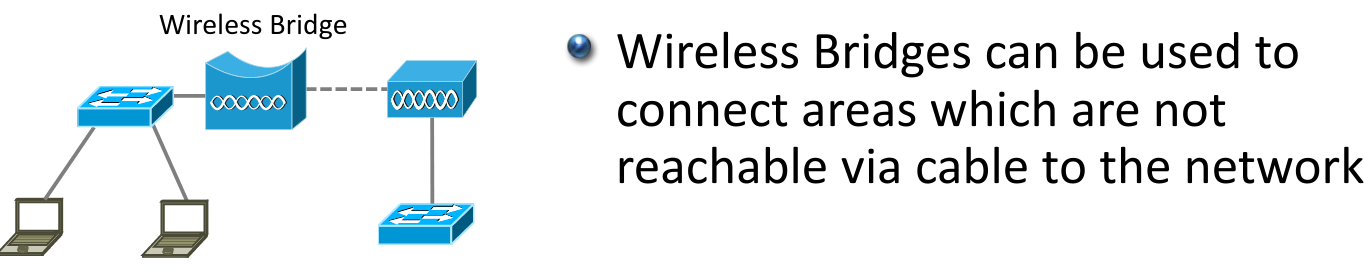 Wireless Bridge
Wireless Bridges can be used to
connect areas which are not
reachable via cable to the network